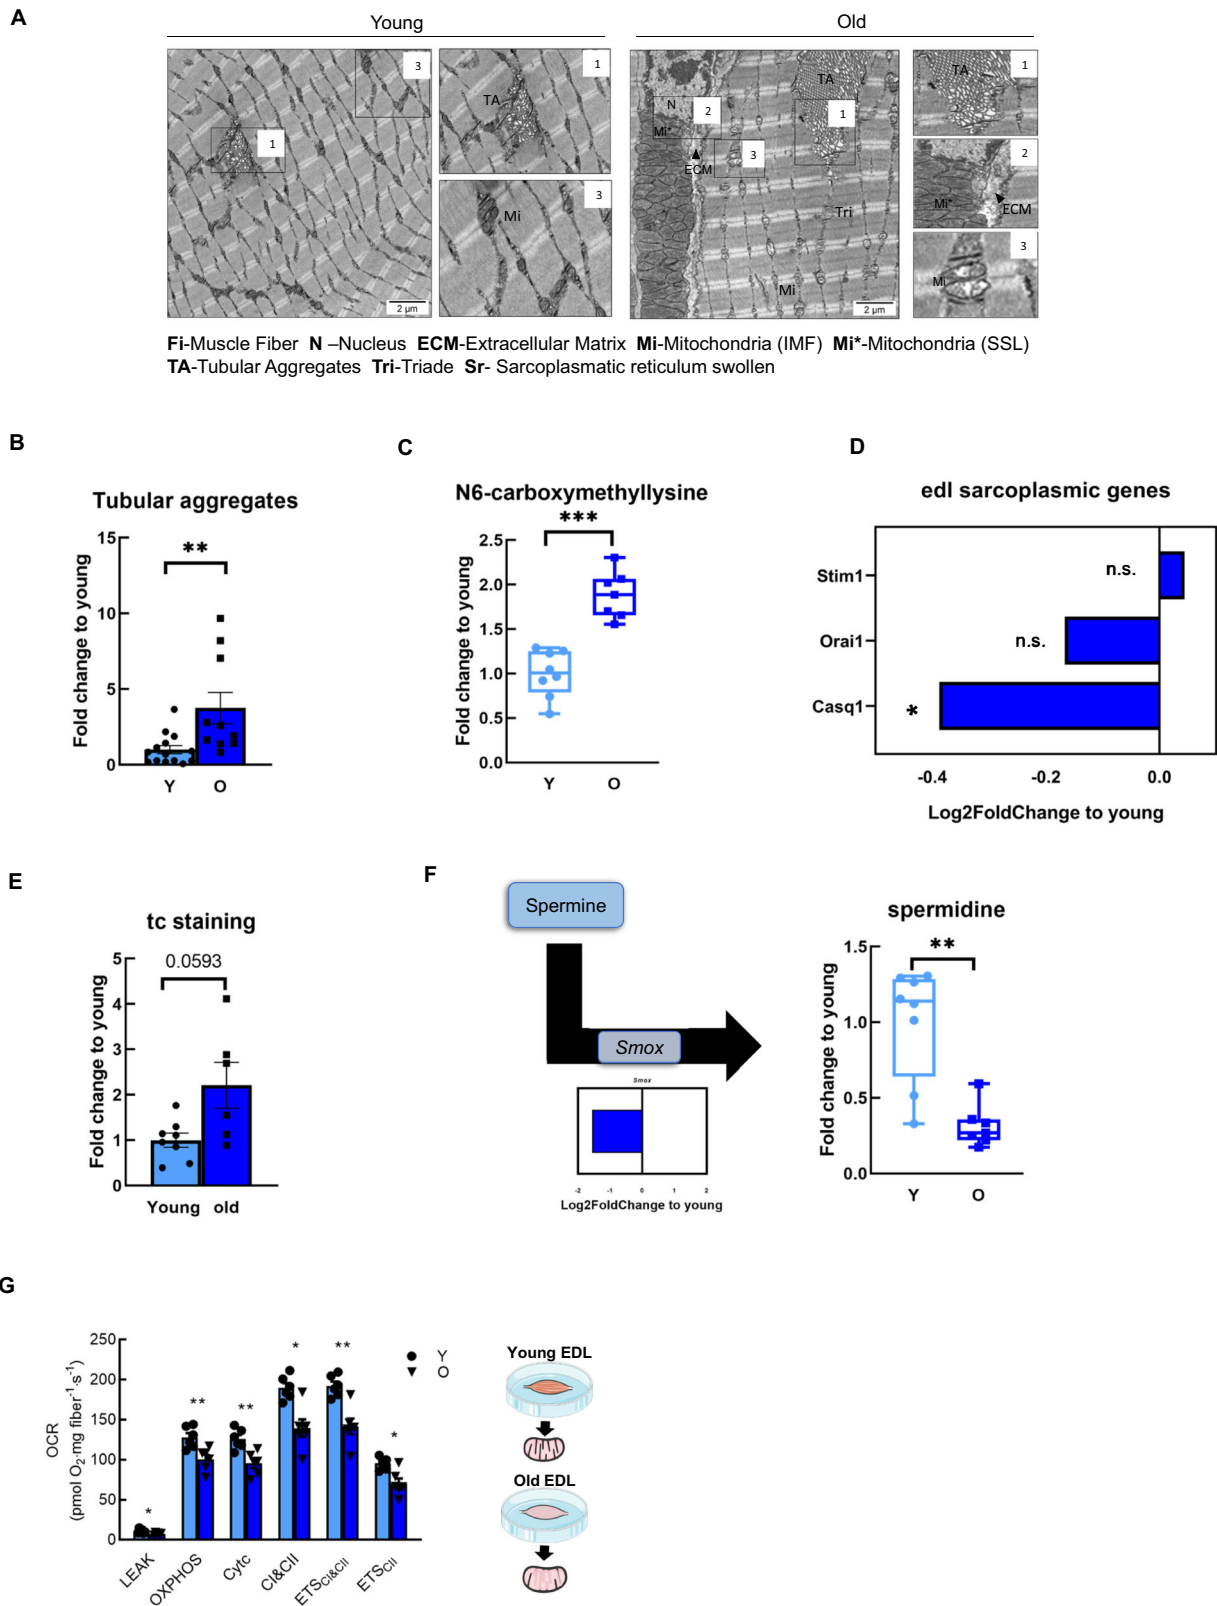 A
Young
Old
3
1
TA
1
Mi
3
N
Mi*
2
ECM
3
TA
1
Tri
Mi
TA
1
2
Mi*
ECM
3
Mi
2 µm
2 µm
Fi-Muscle Fiber N –Nucleus ECM-Extracellular Matrix Mi-Mitochondria (IMF) Mi*-Mitochondria (SSL)
TA-Tubular Aggregates Tri-Triade Sr- Sarcoplasmatic reticulum swollen
B
Tubular aggregates
Fold change to young
15
10
5
0
**
Y O
C
N6-carboxymethyllysine
Fold change to young
2.5
2.0
1.5
1.0
0.5
0.0
***
Y O
D
edl sarcoplasmic genes
Stim1
n.s.
Orai1
n.s.
Casq1
*
-0.4 -0.2 0.0
Log2FoldChange to young
E
tc staining
Fold change to young
5
4
3
2
1
0
0.0593
Young old
F
Spermine
Smox
Smox
-2 -1 0 1 2
Log2FoldChange to young
spermidine
Fold change to young
1.5
1.0
0.5
0.0
**
Y O
G
OCR
(pmol O₂·mg fiber⁻¹·s⁻¹)
250
200
150
100
50
0
* ** ** * ** *
Y
O
LEAK OXPHOS Cytc CI&CII ETS_CI&CII ETS_CII
Young EDL
Old EDL